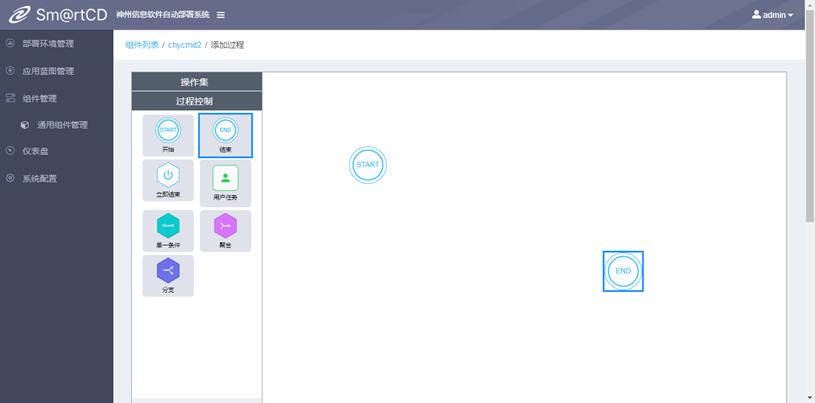 Sm@rtCD 神州信息软件自动部署系统
admin
部署环境管理
应用蓝图管理
组件管理
通用组件管理
仪表盘
系统配置
组件列表 / chycmd2 / 添加过程
操作集
过程控制
START
开始
END
结束
立即结束
用户任务
单一条件
聚合
分支
START
END